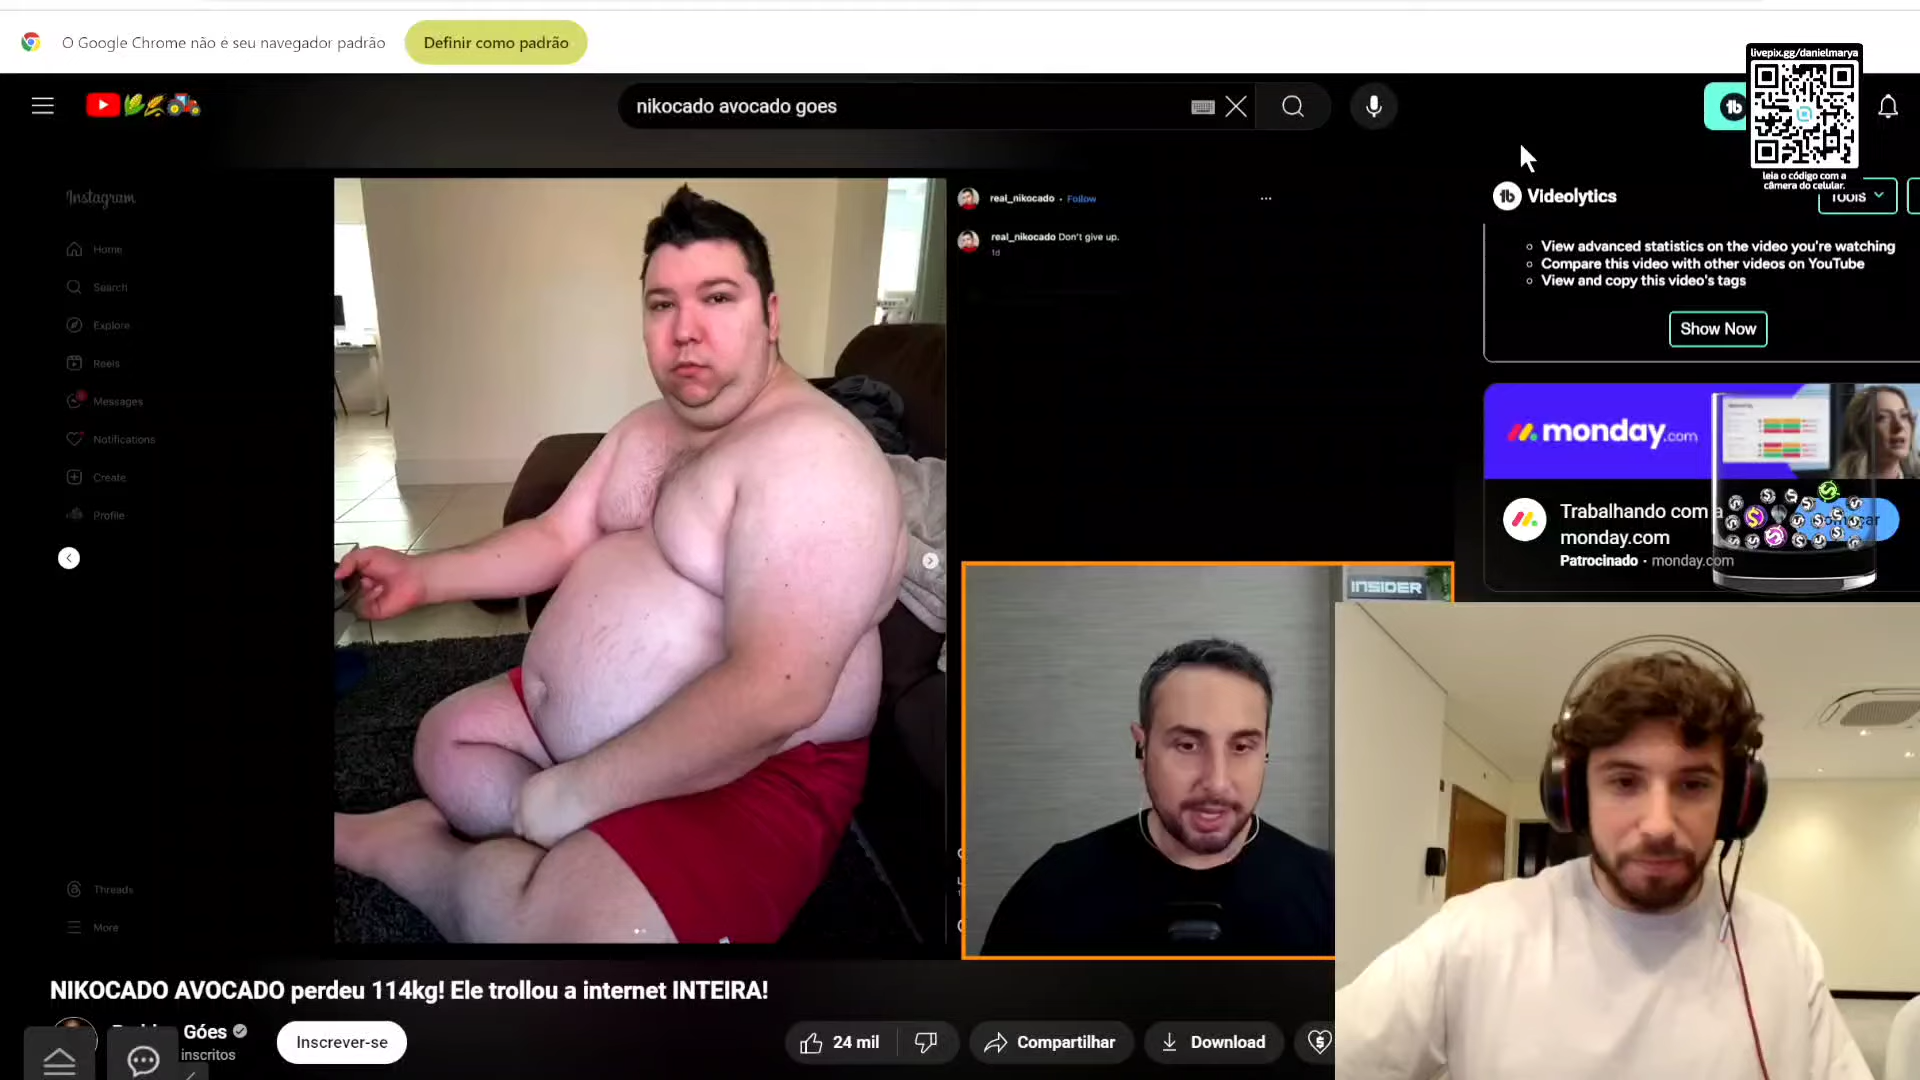 O Google Chrome não é seu navegador padrão
Definir como padrão
livepix.gg/danielmarya
leia o código com a
câmera do celular.
nikocado avocado goes
Instagram
Home
Search
Explore
Reels
Messages
Notifications
Create
Profile
Threads
More
real_nikocado • Follow
real_nikocado Don't give up.
1d
Videolytics
Tools
View advanced statistics on the video you're watching
Compare this video with other videos on YouTube
View and copy this video's tags
Show Now
monday.com
Trabalhando com a
monday.com
Patrocinado · monday.com
INSIDER
NIKOCADO AVOCADO perdeu 114kg! Ele trollou a internet INTEIRA!
Góes
inscritos
Inscrever-se
24 mil
Compartilhar
Download